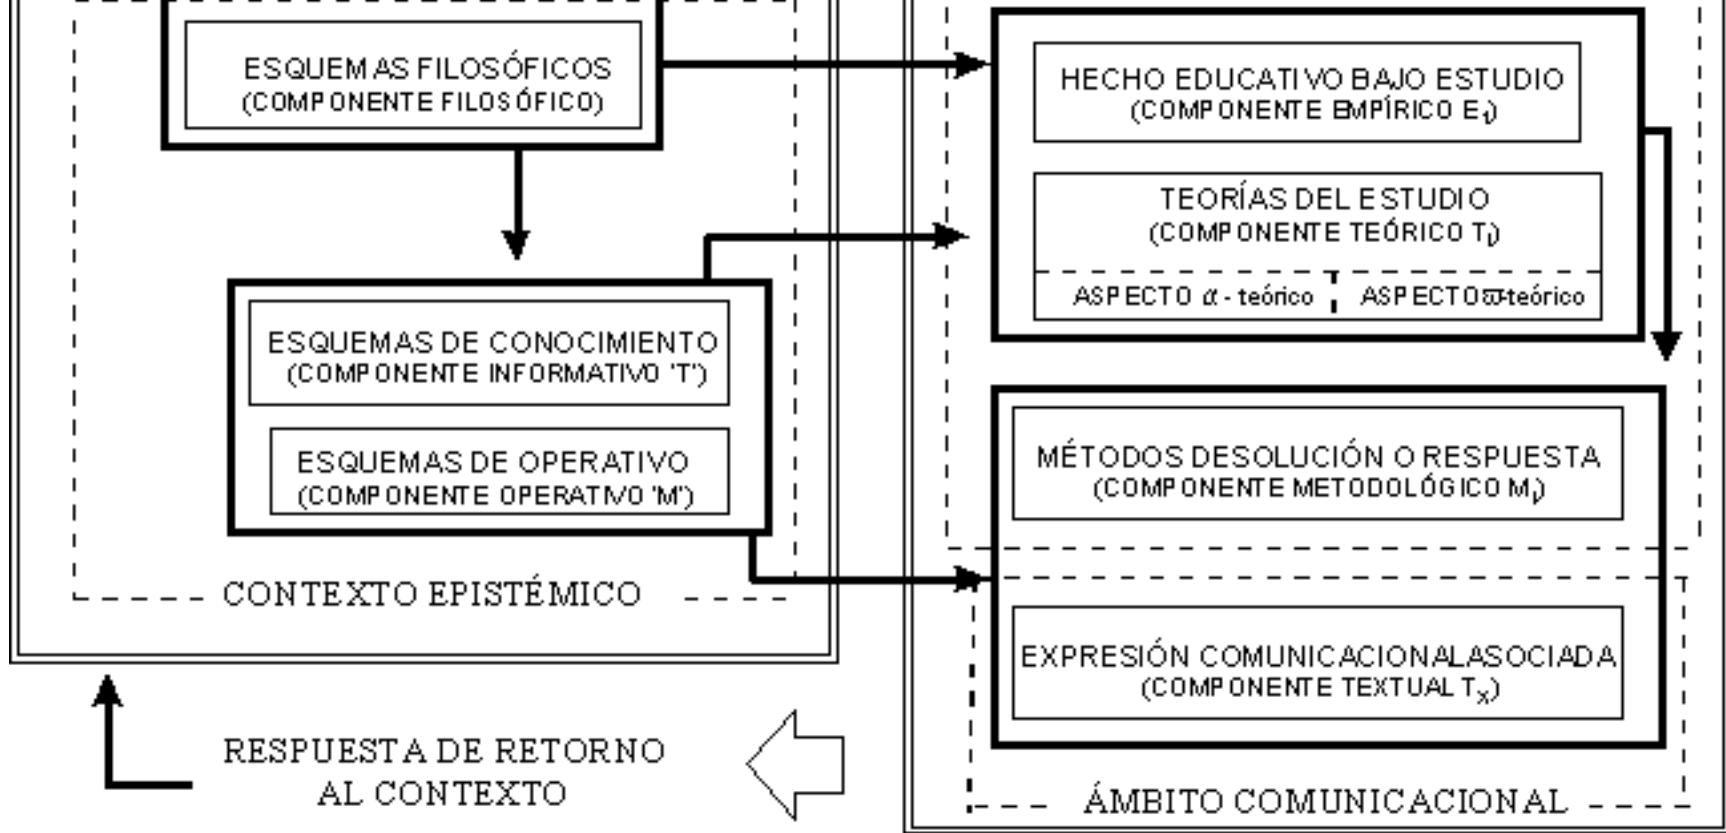 ESQUEMAS FILOSÓFICOS
(COMPONENTE FILOSÓFICO)
ESQUEMAS DE CONOCIMIENTO
(COMPONENTE INFORMATIVO 'T')
ESQUEMAS DE OPERATIVO
(COMPONENTE OPERATIVO 'M')
CONTEXTO EPISTÉMICO
RESPUESTA DE RETORNO
AL CONTEXTO
HECHO EDUCATIVO BAJO ESTUDIO
(COMPONENTE EMPÍRICO Ei)
TEORÍAS DEL ESTUDIO
(COMPONENTE TEÓRICO Ti)
ASPECTO α - teórico
ASPECTO ϖ-teórico
MÉTODOS DESOLUCIÓN O RESPUESTA
(COMPONENTE METODOLÓGICO Mi)
EXPRESIÓN COMUNICACIONALASOCIADA
(COMPONENTE TEXTUAL Tx)
ÁMBITO COMUNICACIONAL